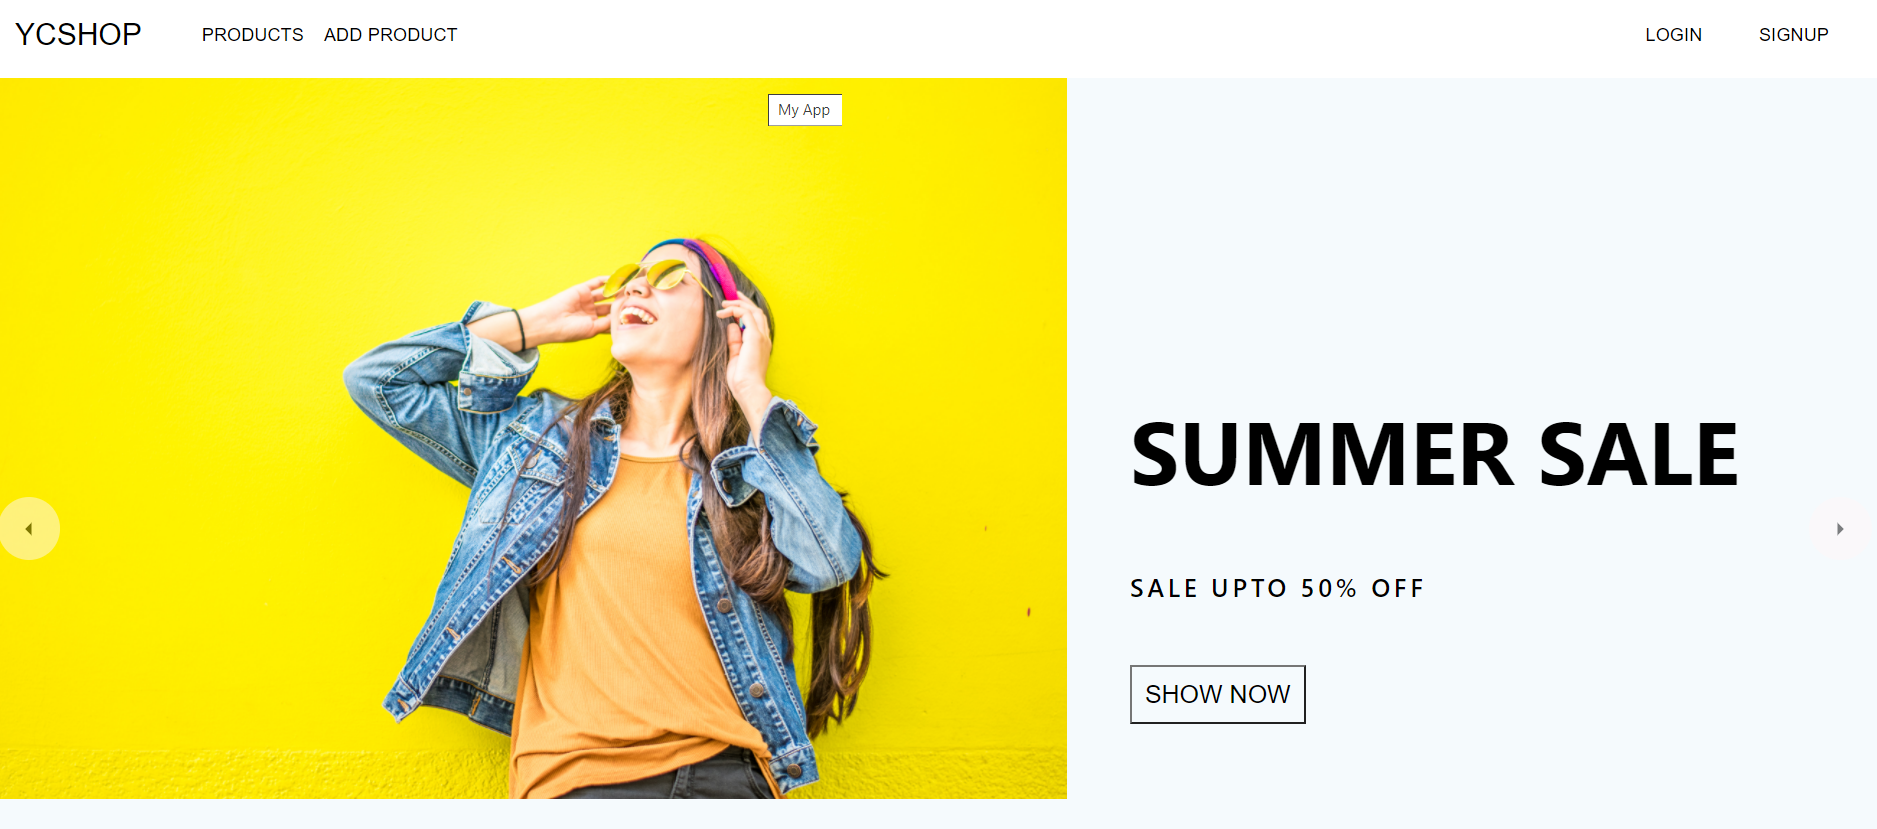 YCSHOP PRODUCTS ADD PRODUCT LOGIN SIGNUP
My App
SUMMER SALE
SALE UPTO 50% OFF
SHOW NOW